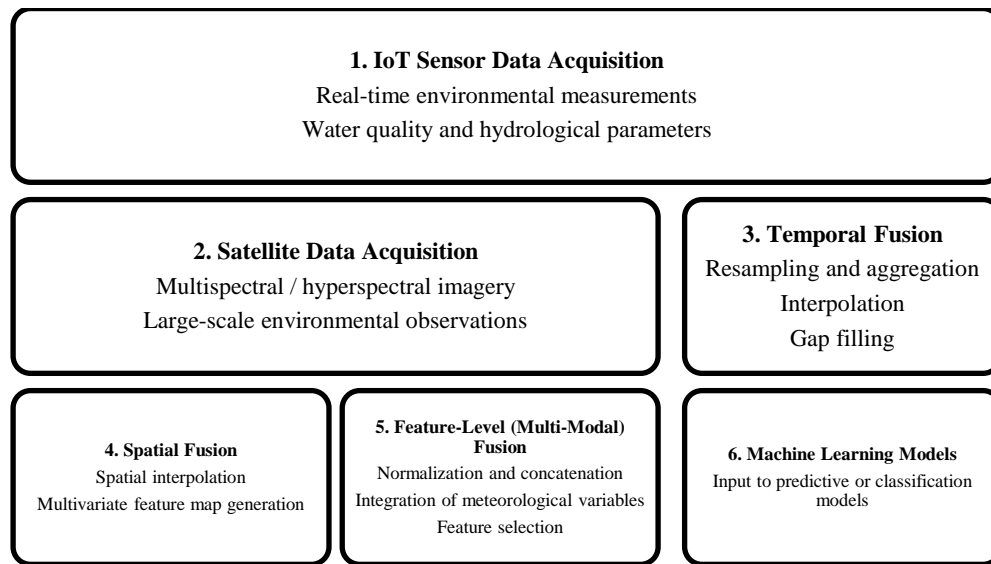 1. IoT Sensor Data Acquisition
Real-time environmental measurements
Water quality and hydrological parameters
2. Satellite Data Acquisition
Multispectral / hyperspectral imagery
Large-scale environmental observations
3. Temporal Fusion
Resampling and aggregation
Interpolation
Gap filling
4. Spatial Fusion
Spatial interpolation
Multivariate feature map generation
5. Feature-Level (Multi-Modal)
Fusion
Normalization and concatenation
Integration of meteorological variables
Feature selection
6. Machine Learning Models
Input to predictive or classification
models